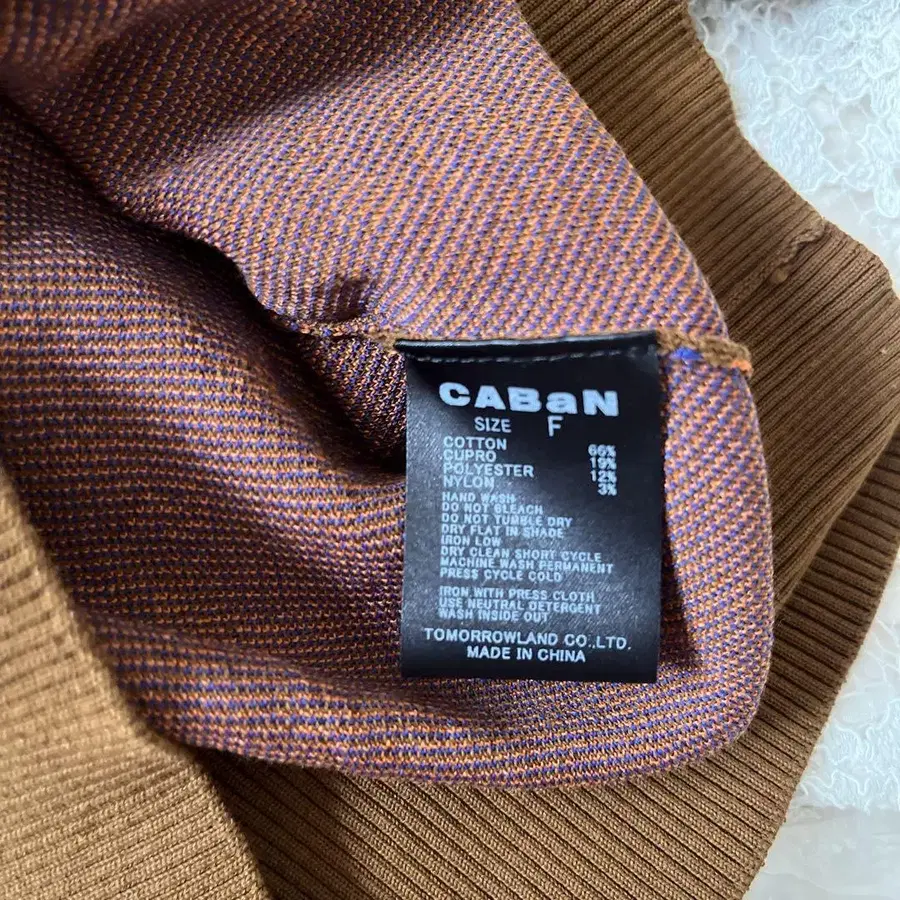 CABaN
SIZE F
COTTON 66%
CUPRO 19%
POLYESTER 12%
NYLON 3%
HAND WASH
DO NOT BLEACH
DO NOT TUMBLE DRY
DRY FLAT IN SHADE
IRON LOW
DRY CLEAN SHORT CYCLE
MACHINE WASH PERMANENT
PRESS CYCLE COLD
IRON WITH PRESS CLOTH
USE NEUTRAL DETERGENT
WASH INSIDE OUT
TOMORROWLAND CO.,LTD.
MADE IN CHINA